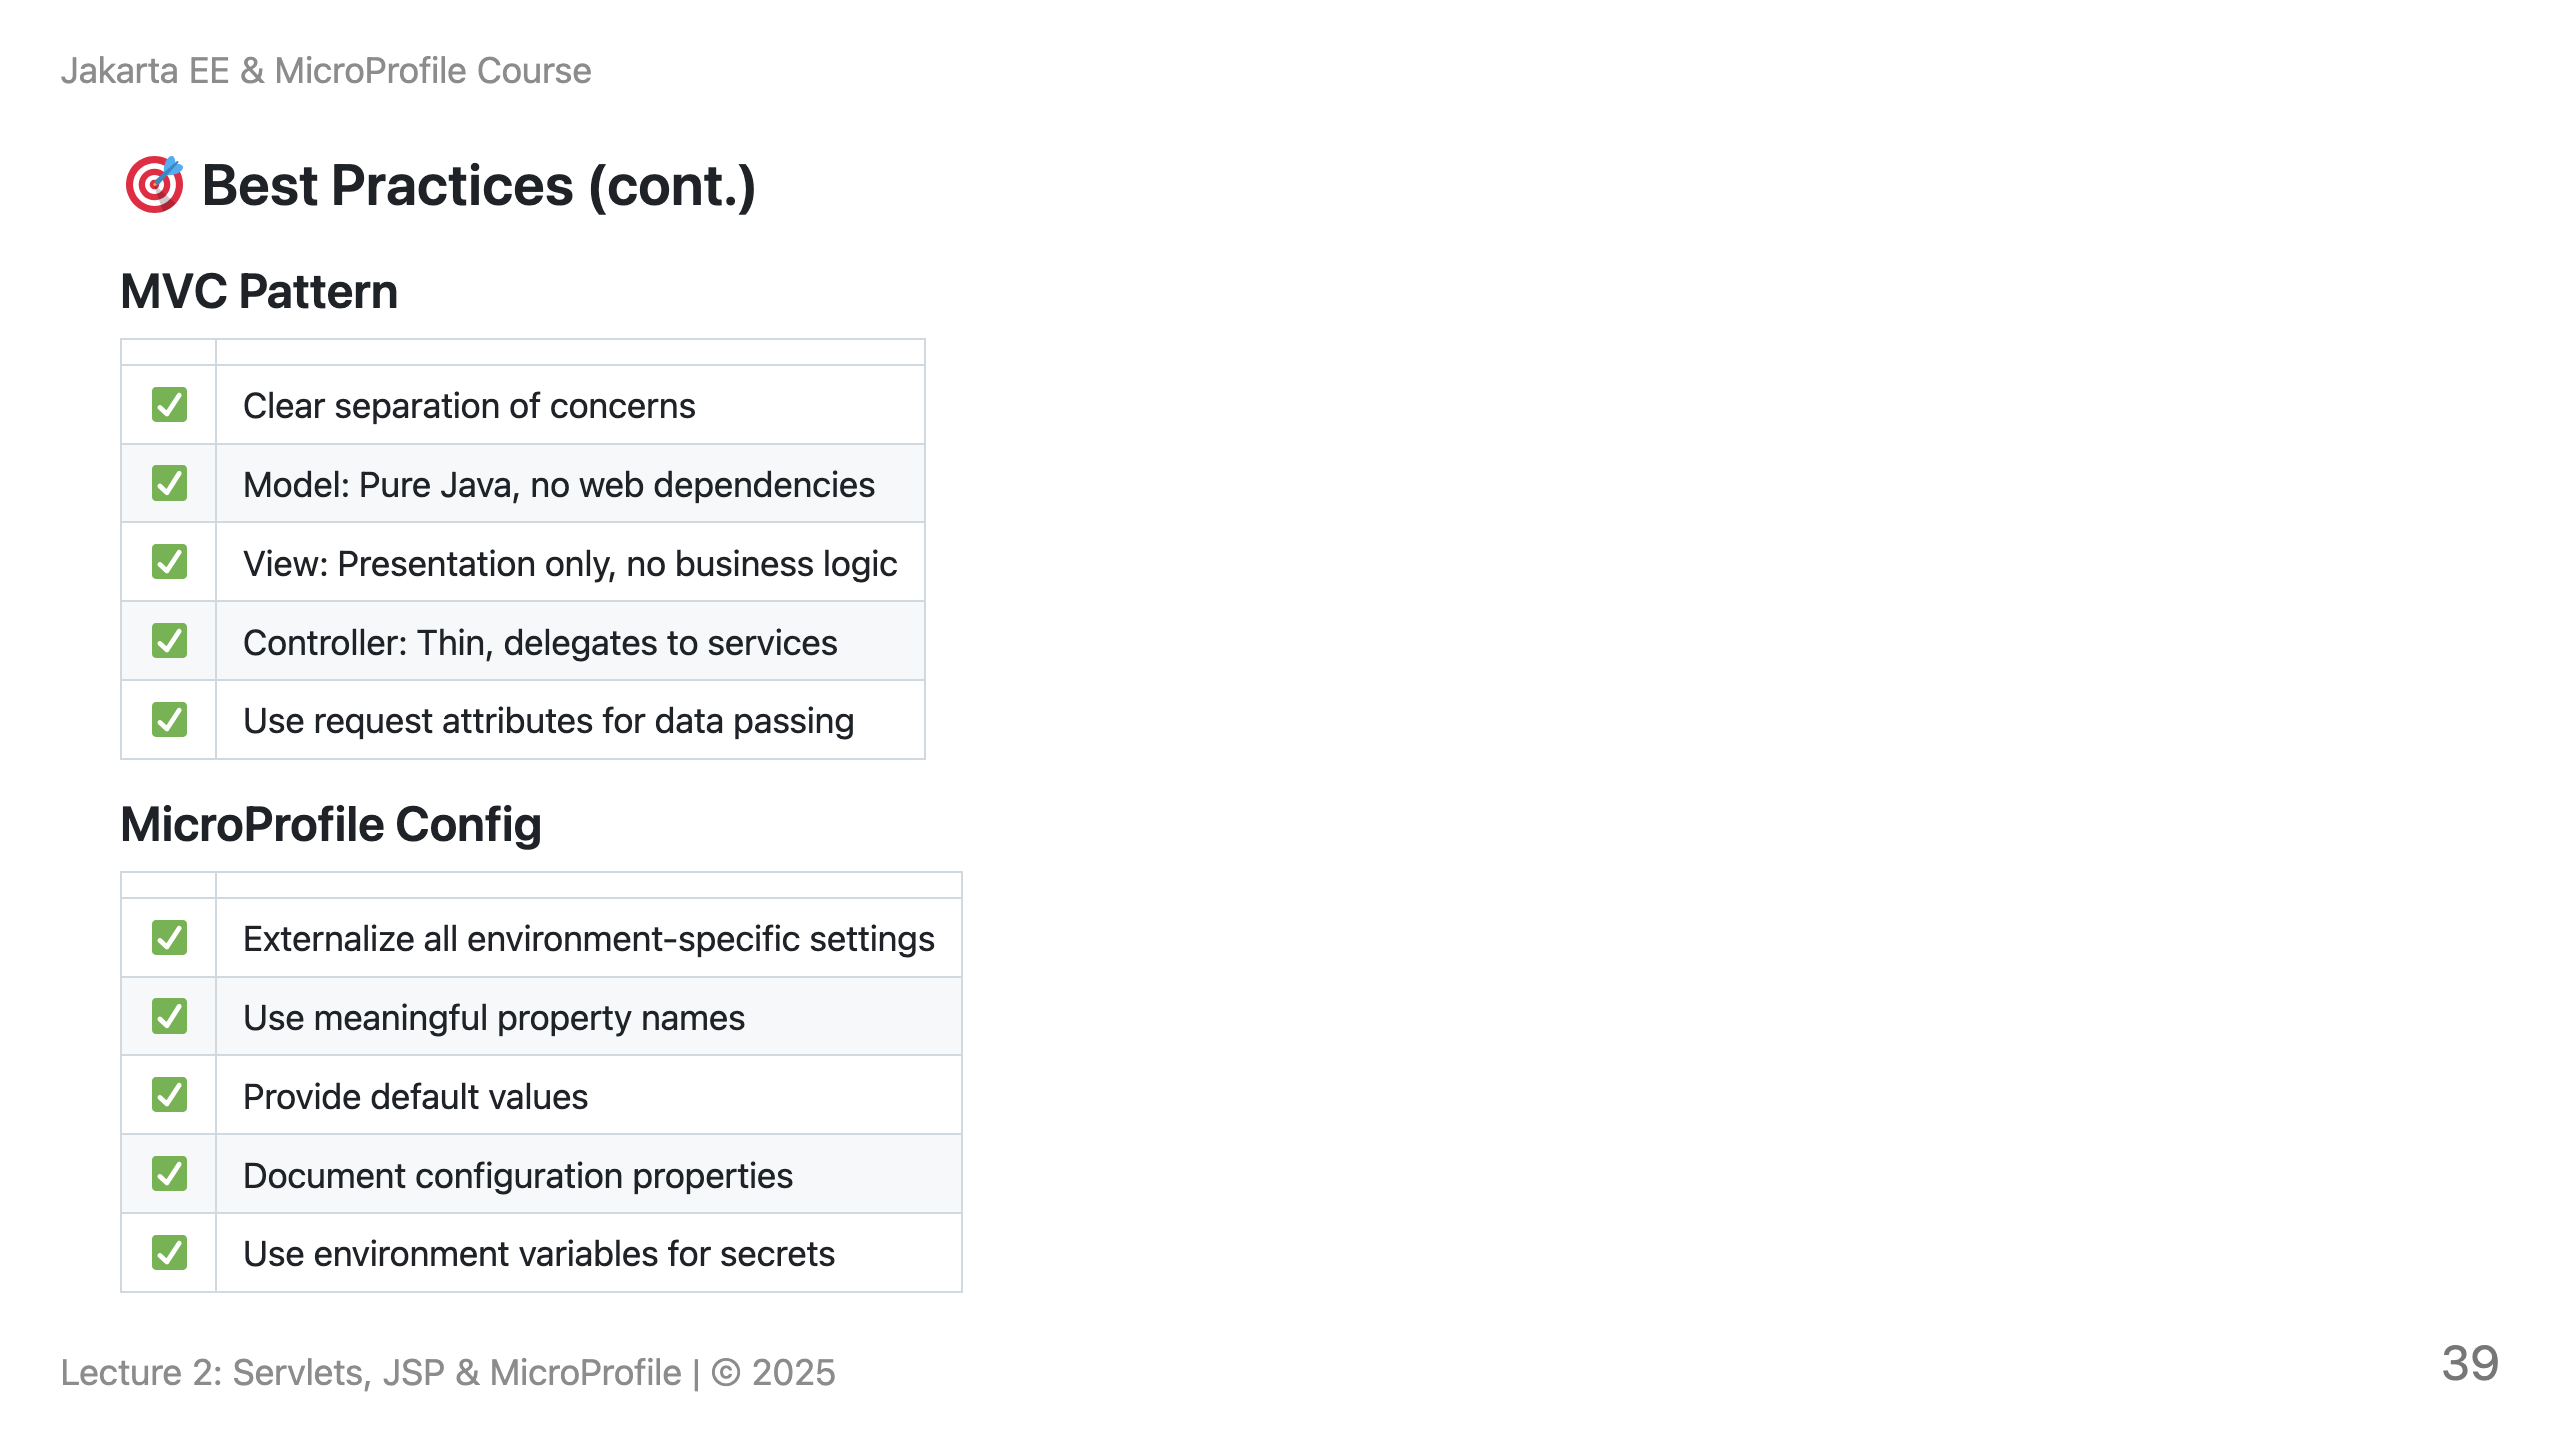 Jakarta EE & MicroProfile Course
🎯 Best Practices (cont.)
MVC Pattern
✅ Clear separation of concerns
✅ Model: Pure Java, no web dependencies
✅ View: Presentation only, no business logic
✅ Controller: Thin, delegates to services
✅ Use request attributes for data passing
MicroProfile Config
✅ Externalize all environment-specific settings
✅ Use meaningful property names
✅ Provide default values
✅ Document configuration properties
✅ Use environment variables for secrets
Lecture 2: Servlets, JSP & MicroProfile | © 2025
39